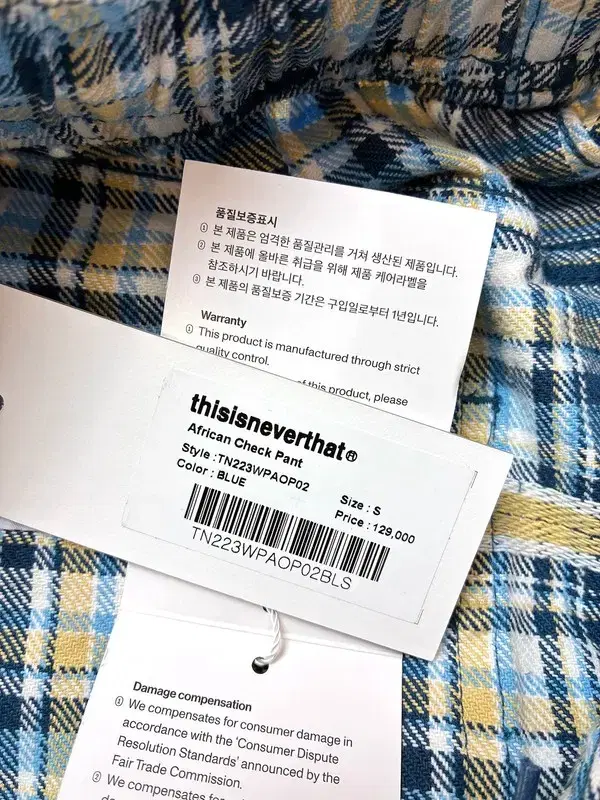 품질보증표시
① 본 제품은 엄격한 품질관리를 거쳐 생산된 제품입니다.
② 본 제품에 올바른 취급을 위해 제품 케어라벨을
참조하시기 바랍니다.
③ 본 제품의 품질보증 기간은 구입일로부터 1년입니다.
Warranty
① This product is manufactured through strict
quality control.
of this product, please
thisisneverthat®
African Check Pant
Style :TN223WPAOP02
Color : BLUE
Size : S
Price : 129,000
TN223WPAOP02BLS
Damage compensation
① We compensates for consumer damage in
accordance with the ‘Consumer Dispute
Resolution Standards’ announced by the
Fair Trade Commission.
② We compensates for